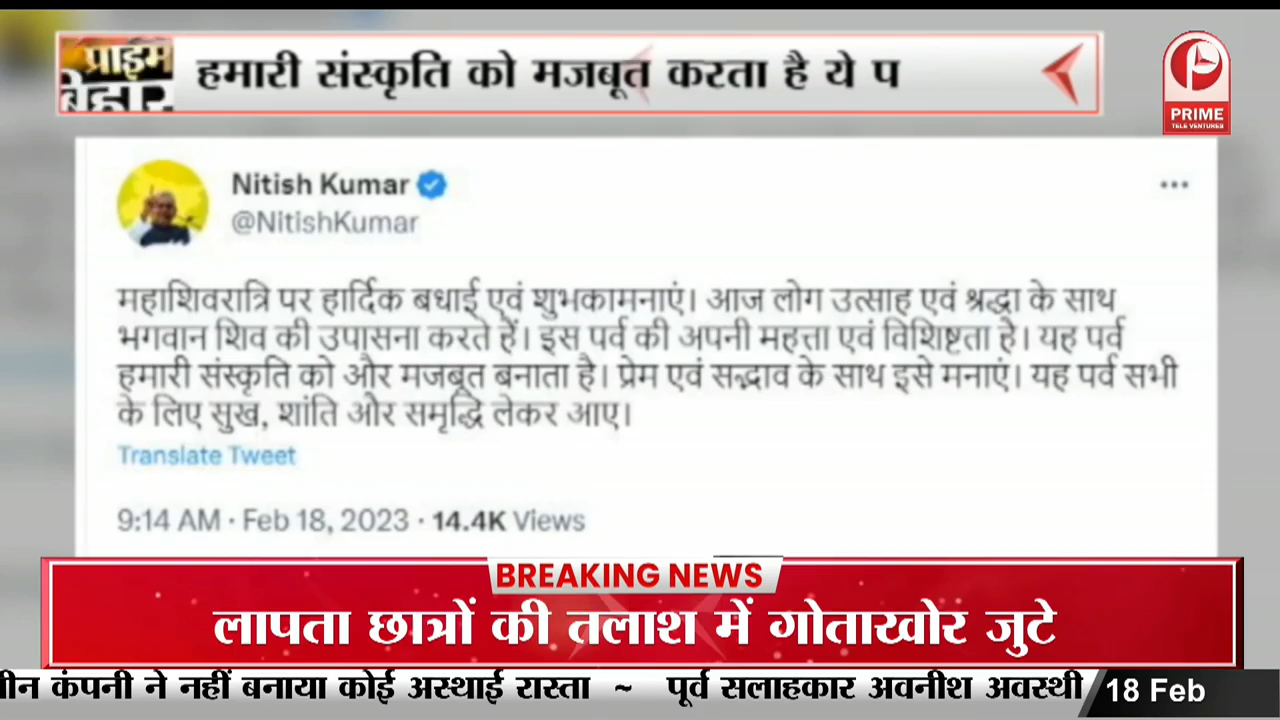 प्राइम
बिहार
हमारी संस्कृति को मजबूत करता है ये प
PRIME
TELE VENTURES
Nitish Kumar
@NitishKumar
महाशिवरात्रि पर हार्दिक बधाई एवं शुभकामनाएं। आज लोग उत्साह एवं श्रद्धा के साथ
भगवान शिव की उपासना करते हैं। इस पर्व की अपनी महत्ता एवं विशिष्टता है। यह पर्व
हमारी संस्कृति को और मजबूत बनाता है। प्रेम एवं सद्भाव के साथ इसे मनाएं। यह पर्व सभी
के लिए सुख, शांति और समृद्धि लेकर आए।
Translate Tweet
9:14 AM · Feb 18, 2023 · 14.4K Views
BREAKING NEWS
लापता छात्रों की तलाश में गोताखोर जुटे
कंपनी ने नहीं बनाया कोई अस्थाई रास्ता ~ पूर्व सलाहकार अवनीश अवस्थी
18 Feb